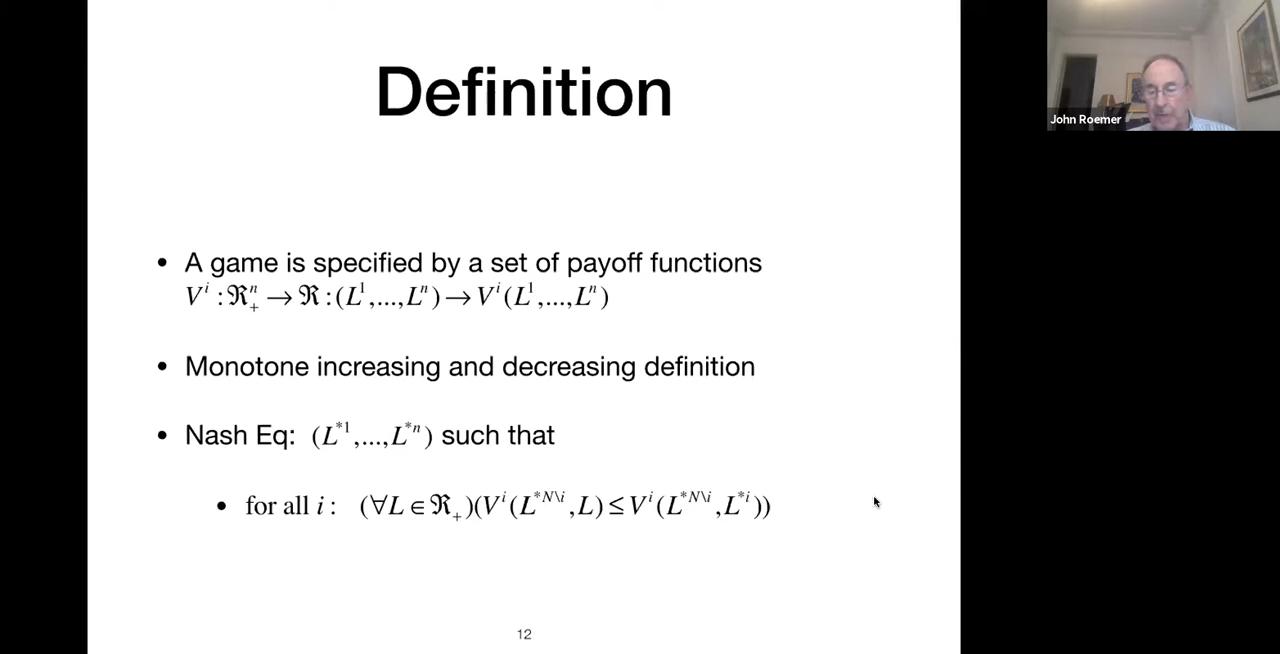 Definition
John Roemer
• A game is specified by a set of payoff functions
V^i : ℜ^n_+ → ℜ : (L^1,...,L^n) → V^i(L^1,...,L^n)
• Monotone increasing and decreasing definition
• Nash Eq: (L^{*1},...,L^{*n}) such that
• for all i : (∀L ∈ ℜ_+)(V^i(L^{*N\i},L) ≤ V^i(L^{*N\i},L^{*i}))
12